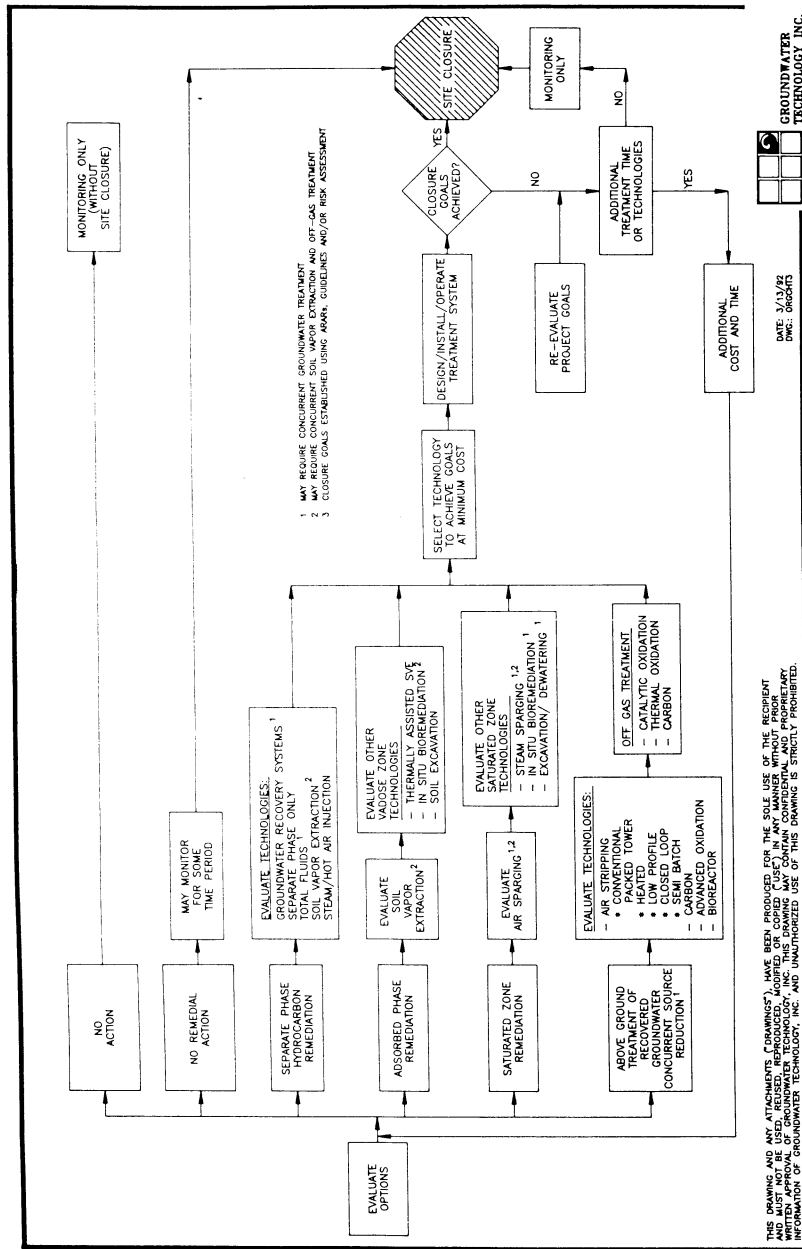 EVALUATE
OPTIONS
NO
ACTION
MONITORING ONLY
(WITHOUT
SITE CLOSURE)
NO REMEDIAL
ACTION
MAY MONITOR
FOR SOME
TIME PERIOD
SEPARATE PHASE
HYDROCARBON
REMEDIATION
EVALUATE TECHNOLOGIES:
GROUNDWATER RECOVERY SYSTEMS 1
SEPARATE PHASE ONLY
TOTAL FLUIDS 1
SOIL VAPOR EXTRACTION 2
STEAM/HOT AIR INJECTION
ADSORBED PHASE
REMEDIATION
EVALUATE
SOIL
VAPOR
EXTRACTION 2
EVALUATE OTHER
VADOSE ZONE
TECHNOLOGIES
- THERMALLY ASSISTED SVE 2
- IN SITU BIOREMEDIATION 2
- SOIL EXCAVATION
SATURATED ZONE
REMEDIATION
EVALUATE
AIR SPARGING 1,2
EVALUATE OTHER
SATURATED ZONE
TECHNOLOGIES
- STEAM SPARGING 1,2
- IN SITU BIOREMEDIATION 1
- EXCAVATION/ DEWATERING 1
ABOVE GROUND
TREATMENT OF
RECOVERED
GROUNDWATER
CONCURRENT SOURCE
REDUCTION 1
EVALUATE TECHNOLOGIES:
- AIR STRIPPING
* CONVENTIONAL
PACKED TOWER
* HEATED
* LOW PROFILE
* CLOSED LOOP
* SEMI BATCH
- CARBON
- ADVANCED OXIDATION
- BIOREACTOR
OFF GAS TREATMENT
- CATALYTIC OXIDATION
- THERMAL OXIDATION
- CARBON
SELECT TECHNOLOGY
TO ACHIEVE GOALS
AT MINIMUM COST
DESIGN/INSTALL/OPERATE
TREATMENT SYSTEM
CLOSURE
GOALS
ACHIEVED?
YES
SITE CLOSURE
NO
RE-EVALUATE
PROJECT GOALS
ADDITIONAL
TREATMENT TIME
OR TECHNOLOGIES
NO
MONITORING
ONLY
YES
ADDITIONAL
COST AND TIME
1 MAY REQUIRE CONCURRENT GROUNDWATER TREATMENT
2 MAY REQUIRE CONCURRENT SOIL VAPOR EXTRACTION AND OFF-GAS TREATMENT
3 CLOSURE GOALS ESTABLISHED USING ARARs, GUIDELINES AND/OR RISK ASSESSMENT
DATE: 3/13/92
DWG.: ORGCHT3
GROUNDWATER
TECHNOLOGY INC.
THIS DRAWING AND ANY ATTACHMENTS ("DRAWINGS"), HAVE BEEN PRODUCED FOR THE SOLE USE OF THE RECIPIENT
AND MUST NOT BE USED, REUSED, REPRODUCED, MODIFIED OR COPIED ("USE") IN ANY MANNER WITHOUT PRIOR
WRITTEN APPROVAL OF GROUNDWATER TECHNOLOGY, INC. THIS DRAWING MAY CONTAIN CONFIDENTIAL AND PROPRIETARY
INFORMATION OF GROUNDWATER TECHNOLOGY, INC. AND UNAUTHORIZED USE OF THIS DRAWING IS STRICTLY PROHIBITED.